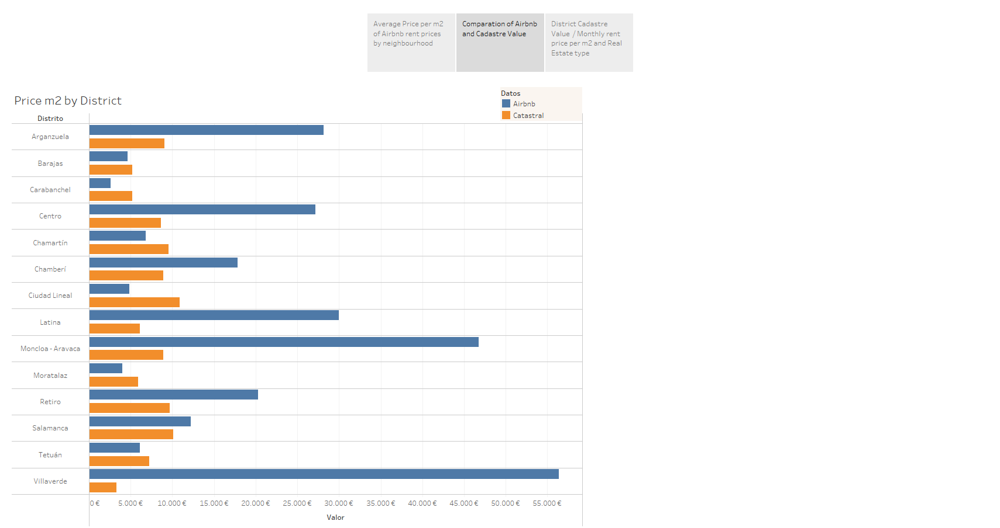 Average Price per m2
of Airbnb rent prices
by neighbourhood
Comparation of Airbnb
and Cadastre Value
District Cadastre
Value / Monthly rent
price per m2 and Real
Estate type
Price m2 by District
Datos
Airbnb
Catastral
Distrito
Arganzuela
Barajas
Carabanchel
Centro
Chamartín
Chamberí
Ciudad Lineal
Latina
Moncloa - Aravaca
Moratalaz
Retiro
Salamanca
Tetuán
Villaverde
0 € 5.000 € 10.000 € 15.000 € 20.000 € 25.000 € 30.000 € 35.000 € 40.000 € 45.000 € 50.000 € 55.000 €
Valor